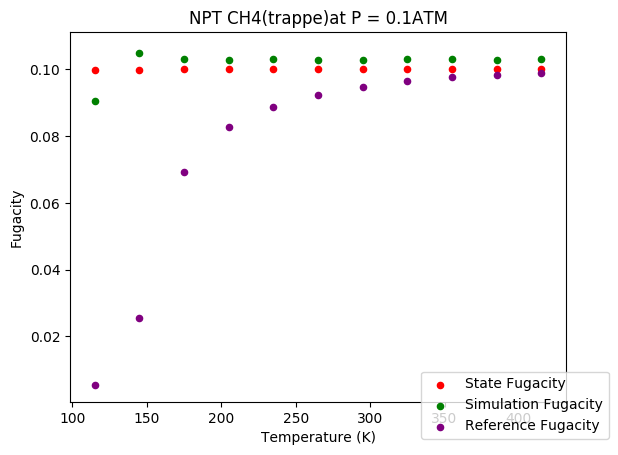 NPT CH4(trappe)at P = 0.1ATM
0.10
0.08
0.06
0.04
0.02
Fugacity
100
150
200
250
300
350
400
Temperature (K)
State Fugacity
Simulation Fugacity
Reference Fugacity